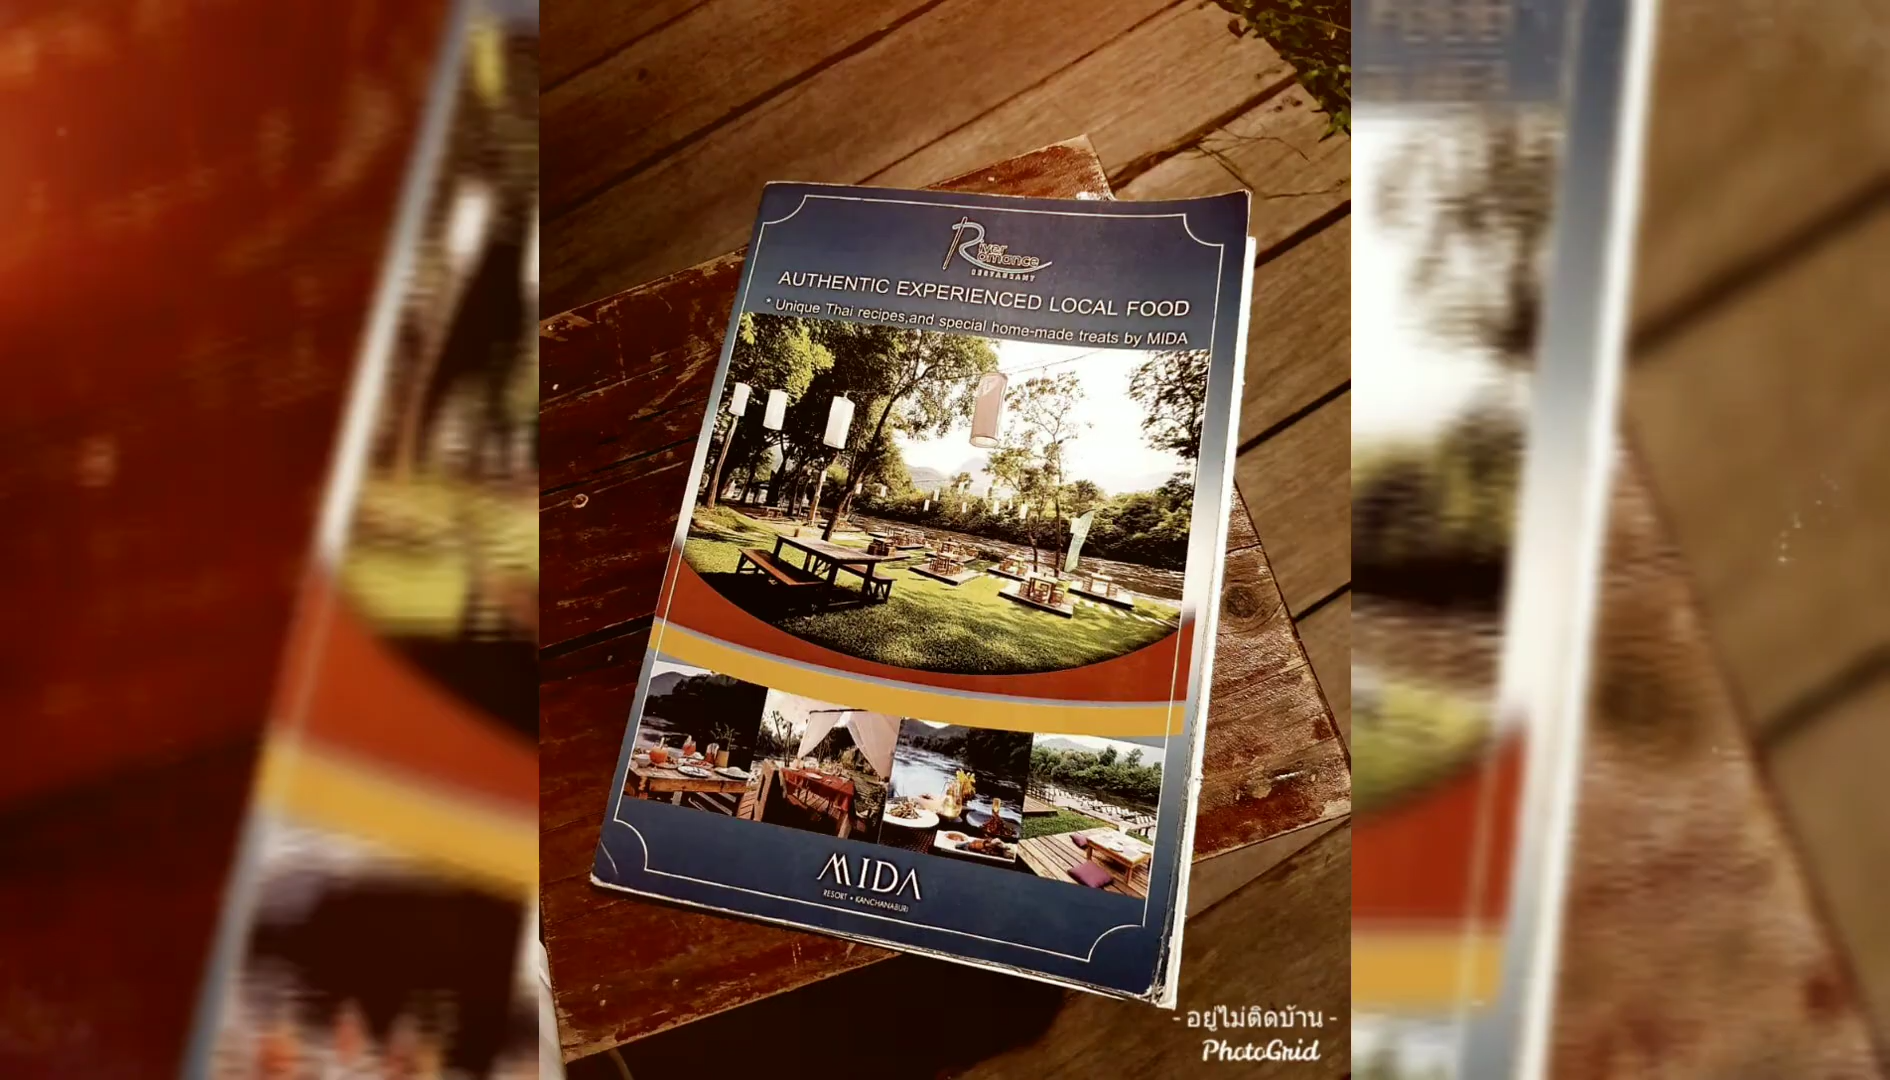 River
Romance
RESTAURANT
AUTHENTIC EXPERIENCED LOCAL FOOD
* Unique Thai recipes,and special home-made treats by MIDA
MIDA
RESORT • KANCHANABURI
- อยู่ไม่ติดบ้าน -
PhotoGrid